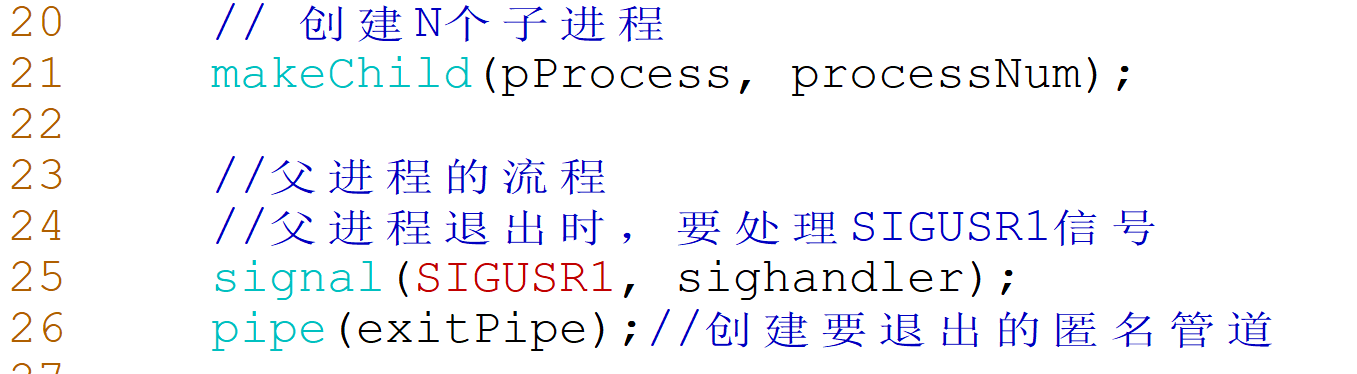 20 // 创建N个子进程
21 makeChild(pProcess, processNum);
22
23 //父进程的流程
24 //父进程退出时，要处理SIGUSR1信号
25 signal(SIGUSR1, sighandler);
26 pipe(exitPipe);//创建要退出的匿名管道
27